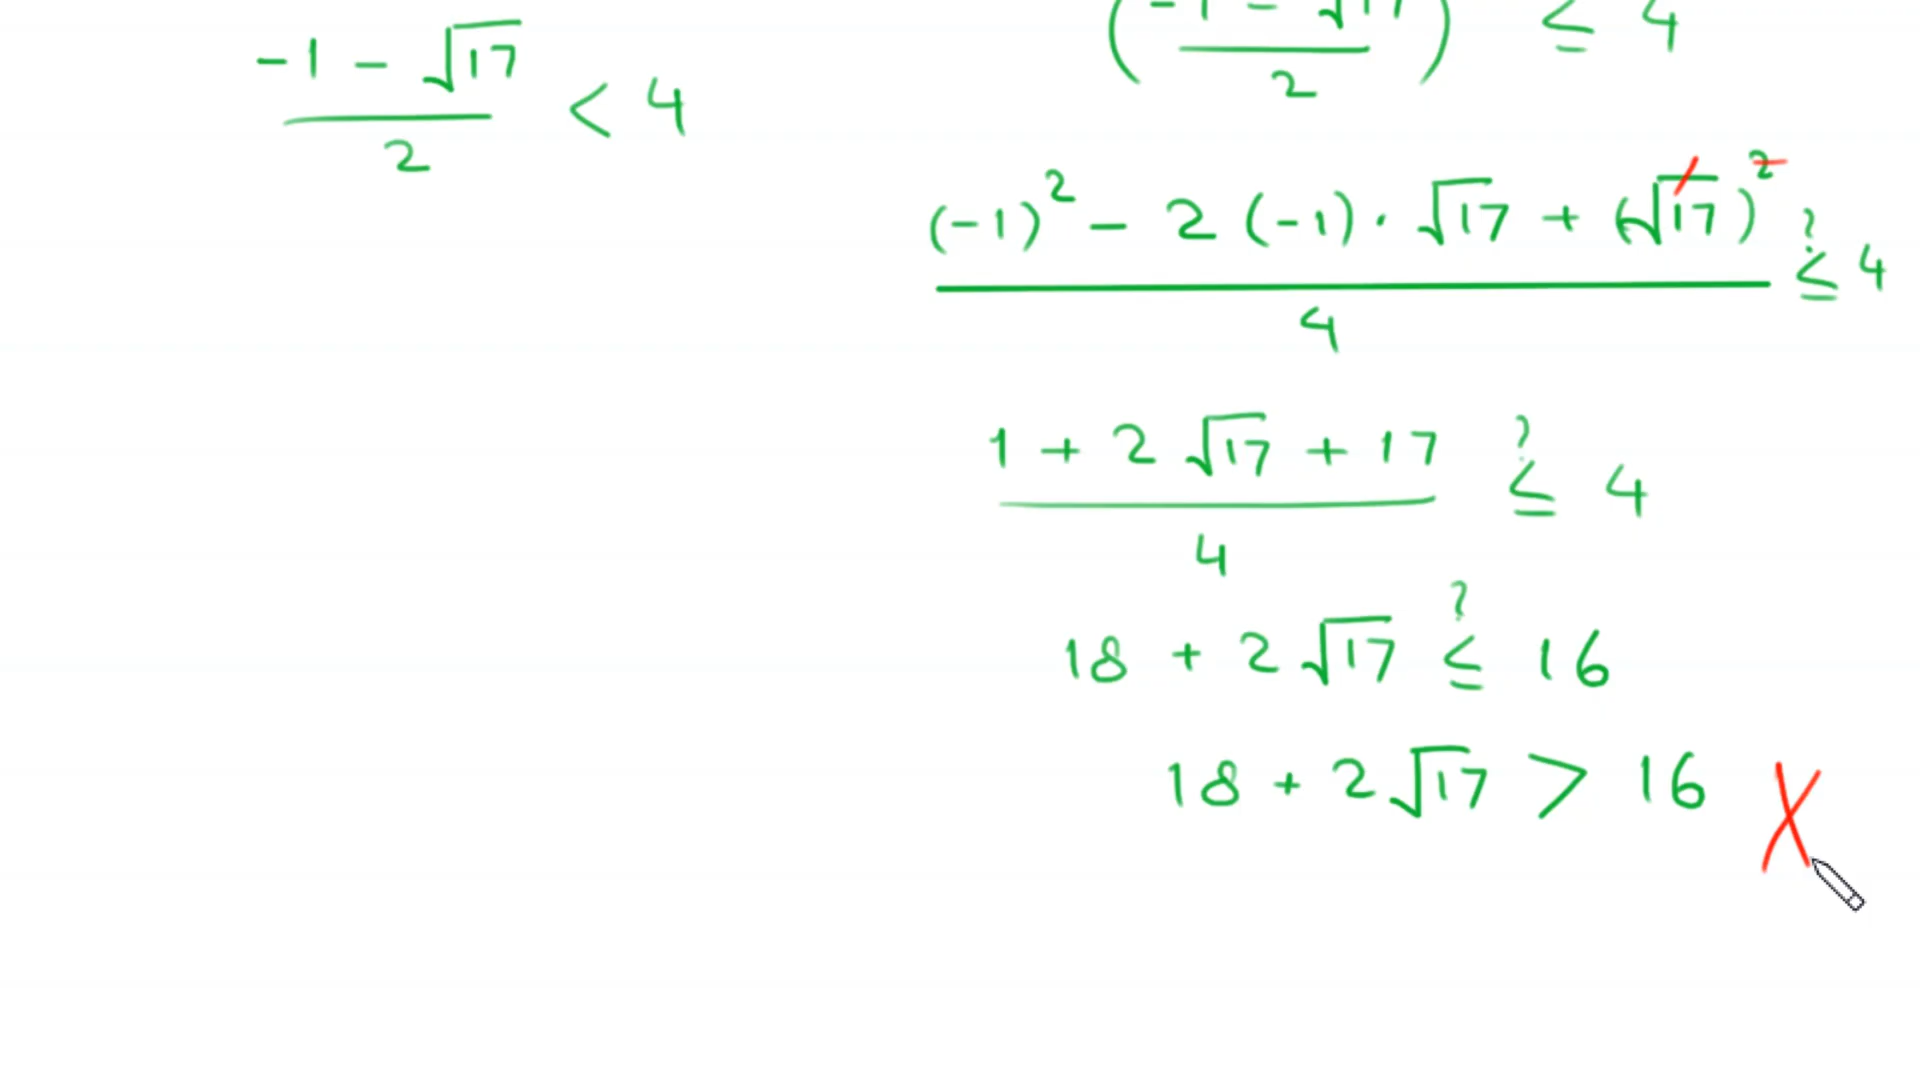 (-1 - √17)/2 < 4
((-1 - √17)/2) ≤ 4
((-1)² - 2(-1)·√17 + (√17)²)/4 ≤? 4
(1 + 2√17 + 17)/4 ≤? 4
18 + 2√17 ≤? 16
18 + 2√17 > 16 X